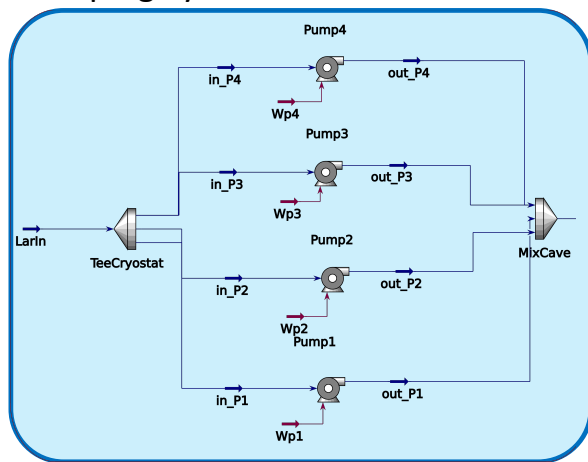 Pump4
in_P4
out_P4
Wp4
Pump3
in_P3
out_P3
Wp3
LarIn
TeeCryostat
MixCave
Pump2
in_P2
out_P2
Wp2
Pump1
in_P1
out_P1
Wp1